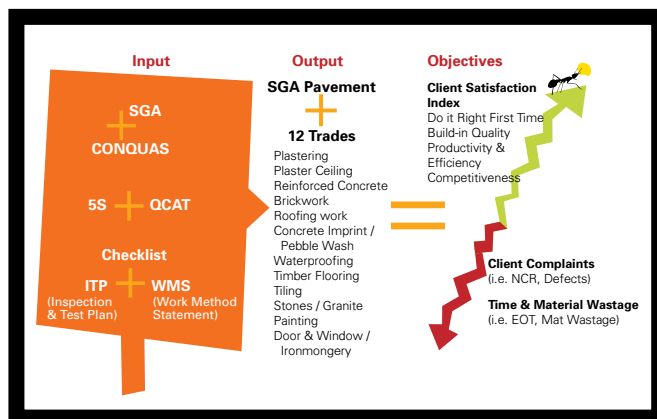 Input
SGA
CONQUAS
5S
QCAT
Checklist
ITP
(Inspection
& Test Plan)
WMS
(Work Method
Statement)
Output
SGA Pavement
12 Trades
Plastering
Plaster Ceiling
Reinforced Concrete
Brickwork
Roofing work
Concrete Imprint /
Pebble Wash
Waterproofing
Timber Flooring
Tiling
Stones / Granite
Painting
Door & Window /
Ironmongery
Objectives
Client Satisfaction
Index
Do it Right First Time
Build-in Quality
Productivity &
Efficiency
Competitiveness
Client Complaints
(i.e. NCR, Defects)
Time & Material Wastage
(i.e. EOT, Mat Wastage)